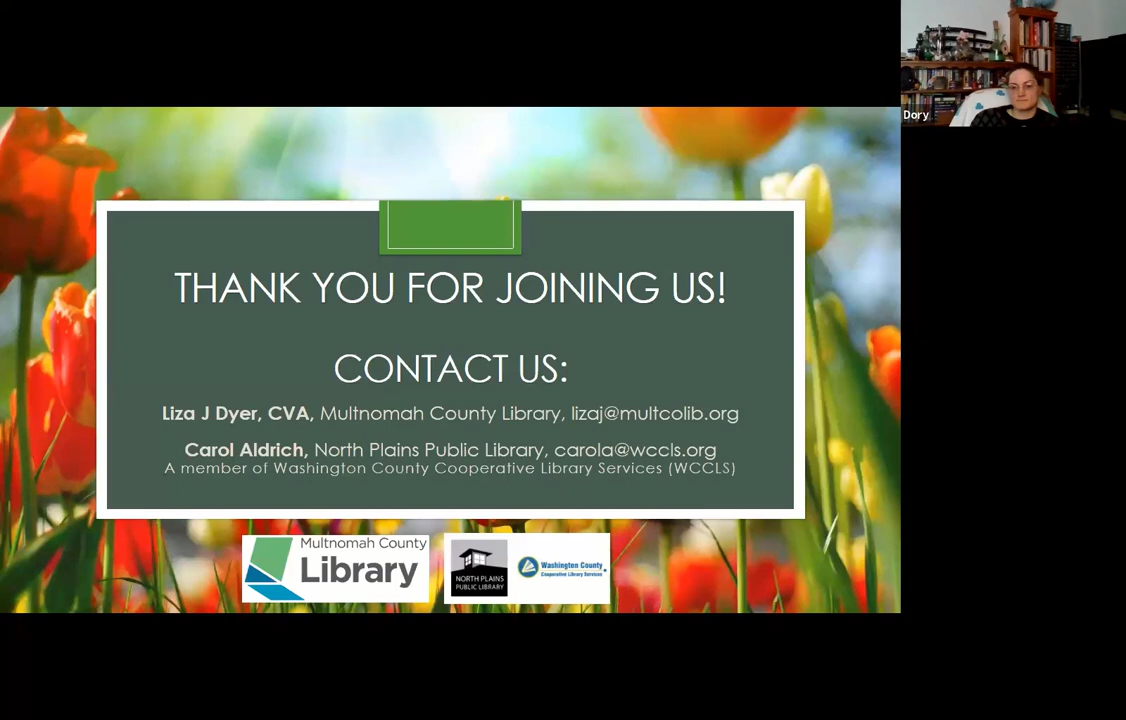 Dory
THANK YOU FOR JOINING US!
CONTACT US:
Liza J Dyer, CVA, Multnomah County Library, lizaj@multcolib.org
Carol Aldrich, North Plains Public Library, carola@wccls.org
A member of Washington County Cooperative Library Services (WCCLS)
Multnomah County
Library
NORTH PLAINS
PUBLIC LIBRARY
Washington County
Cooperative Library Services